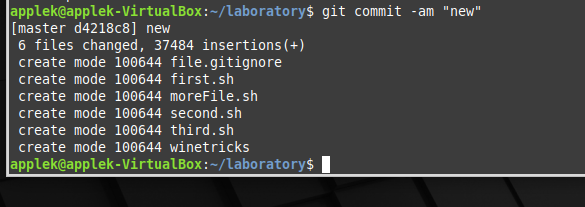 applek@applek-VirtualBox:~/laboratory$ git commit -am "new"
[master d4218c8] new
 6 files changed, 37484 insertions(+)
 create mode 100644 file.gitignore
 create mode 100644 first.sh
 create mode 100644 moreFile.sh
 create mode 100644 second.sh
 create mode 100644 third.sh
 create mode 100644 winetricks
applek@applek-VirtualBox:~/laboratory$